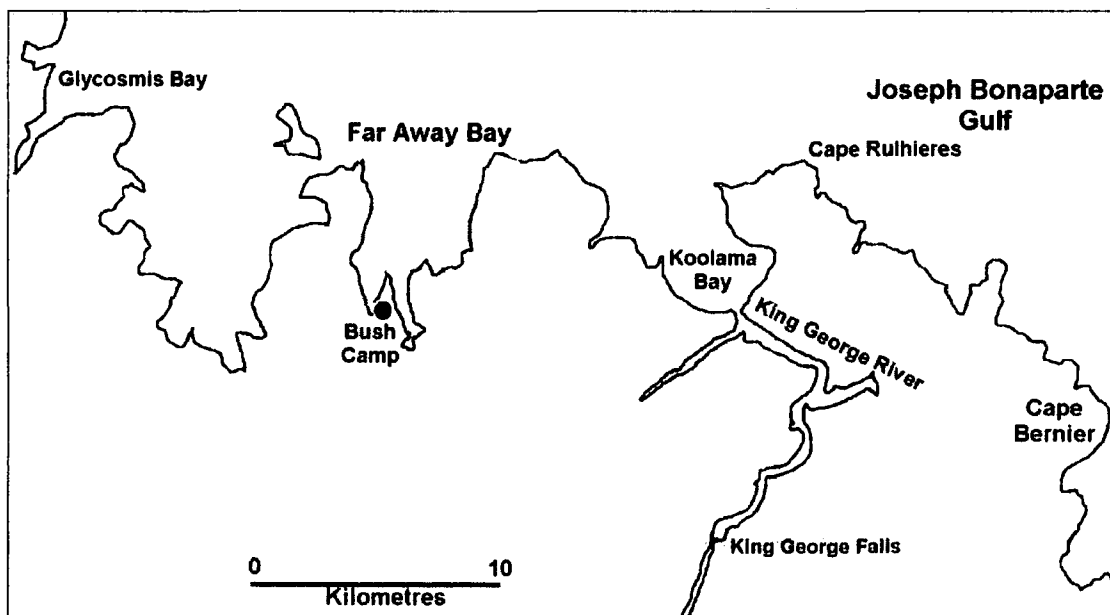 Glycosmis Bay
Far Away Bay
Joseph Bonaparte
Gulf
Cape Rulhieres
Koolama
Bay
King George River
Bush
Camp
Cape
Bernier
King George Falls
0 10
Kilometres